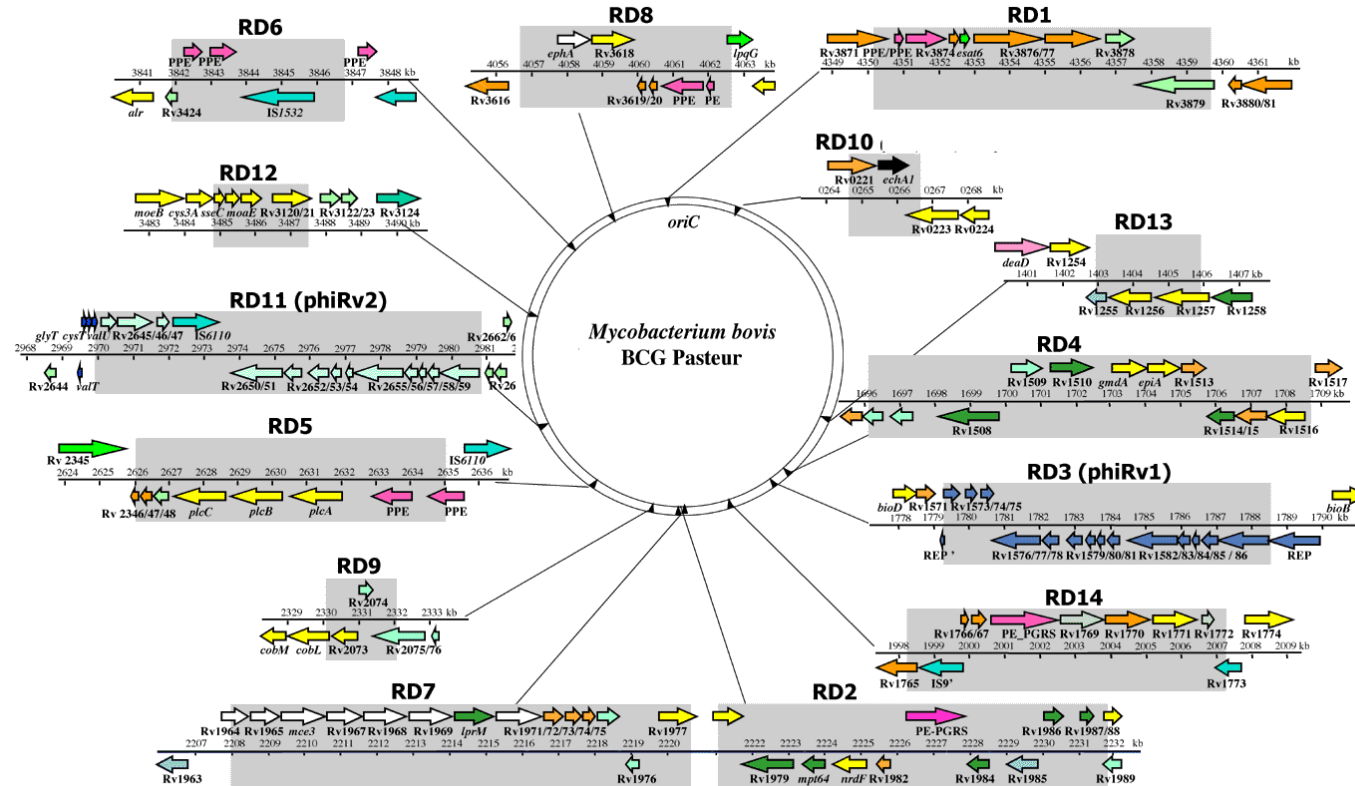 RD6
PPE PPE PPE
3841 3842 3843 3844 3845 3846 3847 3848 kb
alr Rv3424 IS1532
RD8
ephA Rv3618 lpqG
4056 4058 4059 4060 4061 4062 4063
Rv3616 Rv3619/20 PPE PE
RD1
Rv3871 PPE/PPE Rv3874 esat6 Rv3876/77 Rv3878
4349 4350 4351 4353 4354 4355 4357 4358 4359 4360 4361
Rv3879 Rv3880/81
RD10
Rv0221 echA1
0264 0265 0266 0267 0268 kb
Rv0223 Rv0224
RD12
moeB cys3A sseC moaE Rv3120/21 Rv3122/23 Rv3124
3483 3484 3485 3486 3487 3488 3489 3490 kb
RD13
deaD Rv1254
1401 1402 1403 1404 1405 1406 1407 kb
Rv1255 Rv1256 Rv1257 Rv1258
RD11 (phiRv2)
glyT cysT valU Rv2645/46/47 IS6110 Rv2662/6
2968 2969 2970 2971 2972 2973 2974 2975 2976 2977 2978 2979 2980 2981
Rv2644 valT Rv2650/51 Rv2652/53/54 Rv2655/56/57/58/59 Rv26
oriC
Mycobacterium bovis
BCG Pasteur
RD4
Rv1509 Rv1510 gmdA epiA Rv1513 Rv1517
1696 1697 1698 1699 1700 1701 1702 1703 1704 1705 1706 1707 1708 1709 kb
Rv1508 Rv1514/15 Rv1516
RD5
Rv 2345 IS6110
2624 2625 2626 2627 2628 2629 2630 2631 2632 2633 2634 2635 2636 kb
Rv 2346/47/48 plcC plcB plcA PPE PPE
RD3 (phiRv1)
bioD Rv1571 Rv1573/74/75 bioB
1778 1779 1780 1781 1782 1783 1784 1785 1786 1787 1788 1789 1790 kb
REP ' Rv1576/77/78 Rv1579/80/81 Rv1582/83/84/85 / 86 REP
RD9
Rv2074
2329 2330 2331 2332 2333 kb
cobM cobL Rv2073 Rv2075/76
RD14
Rv1766/67 PE_PGRS Rv1769 Rv1770 Rv1771 Rv1772 Rv1774
1998 1999 2000 2001 2002 2003 2004 2005 2006 2007 2008 2009 kb
Rv1765 IS9' Rv1773
RD7
Rv1964 Rv1965 mce3 Rv1967 Rv1968 Rv1969 lprM Rv1971/72/73/74/75 Rv1977
2207 2208 2209 2210 2211 2212 2213 2214 2215 2216 2217 2218 2219 2220
Rv1963 Rv1976
RD2
PE-PGRS Rv1986 Rv1987/88
2222 2223 2224 2225 2226 2227 2228 2229 2230 2231 2232 kb
Rv1979 mpt64 nrdF Rv1982 Rv1984 Rv1985 Rv1989